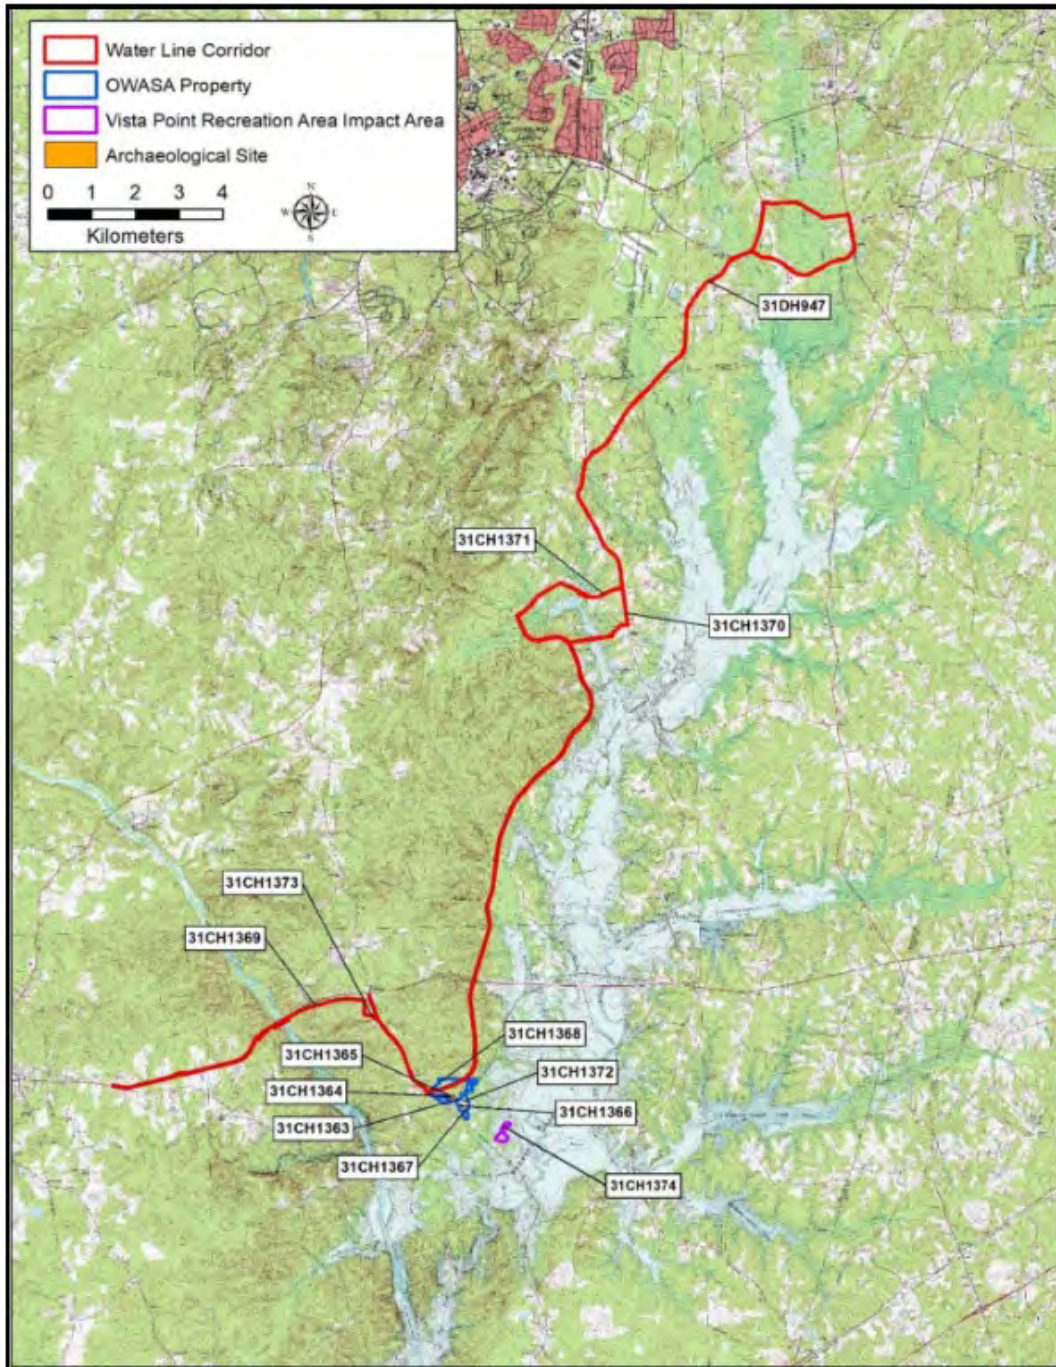 Water Line Corridor
OWASA Property
Vista Point Recreation Area Impact Area
Archaeological Site
0 1 2 3 4
Kilometers
N
W E
S
31DH947
31CH1371
31CH1370
31CH1373
31CH1369
31CH1368
31CH1365
31CH1372
31CH1364
31CH1366
31CH1363
31CH1367
31CH1374